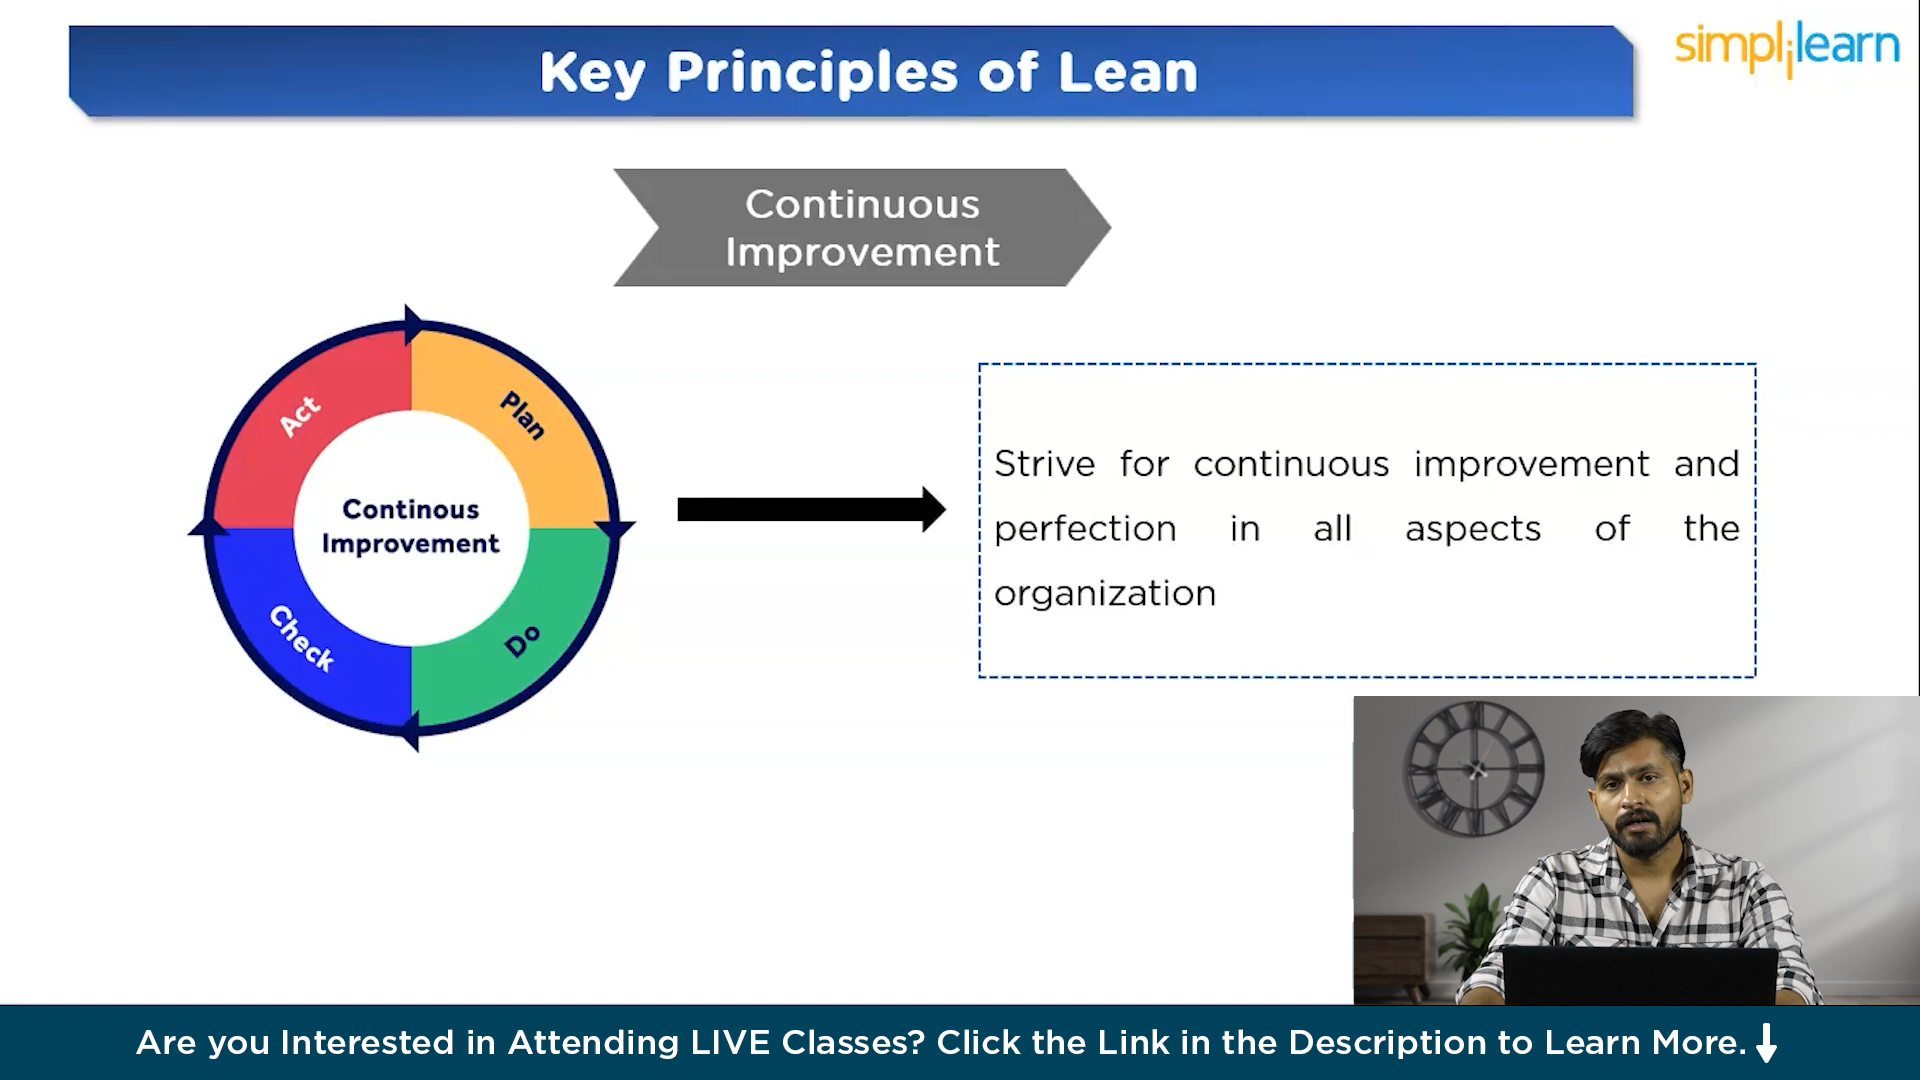 Key Principles of Lean
simplilearn
Continuous
Improvement
Act
Plan
Continous
Improvement
Check
Do
Strive for continuous improvement and
perfection in all aspects of the
organization
Are you Interested in Attending LIVE Classes? Click the Link in the Description to Learn More.